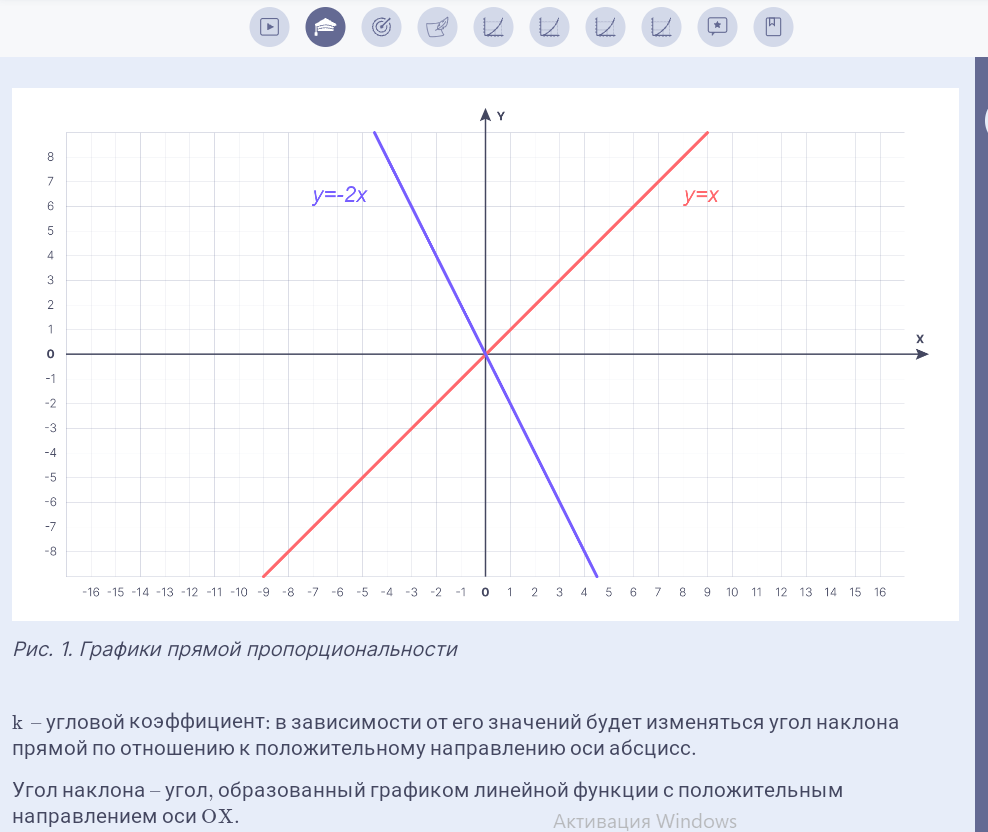 Y
y=-2x
y=x
8
7
6
5
4
3
2
1
0
X
-1
-2
-3
-4
-5
-6
-7
-8
-16 -15 -14 -13 -12 -11 -10 -9 -8 -7 -6 -5 -4 -3 -2 -1 0 1 2 3 4 5 6 7 8 9 10 11 12 13 14 15 16
Рис. 1. Графики прямой пропорциональности
k – угловой коэффициент: в зависимости от его значений будет изменяться угол наклона
прямой по отношению к положительному направлению оси абсцисс.
Угол наклона – угол, образованный графиком линейной функции с положительным
направлением оси OX.
Активация Windows